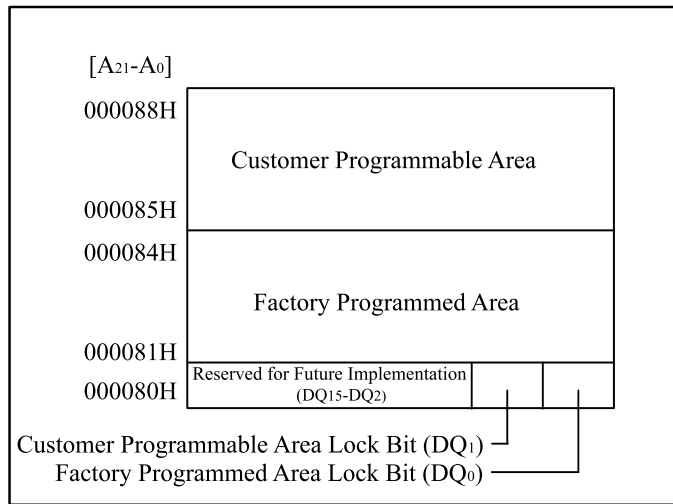 [A21-A0]
000088H
Customer Programmable Area
000085H
000084H
Factory Programmed Area
000081H
Reserved for Future Implementation
(DQ15-DQ2)
000080H
Customer Programmable Area Lock Bit (DQ1)
Factory Programmed Area Lock Bit (DQ0)